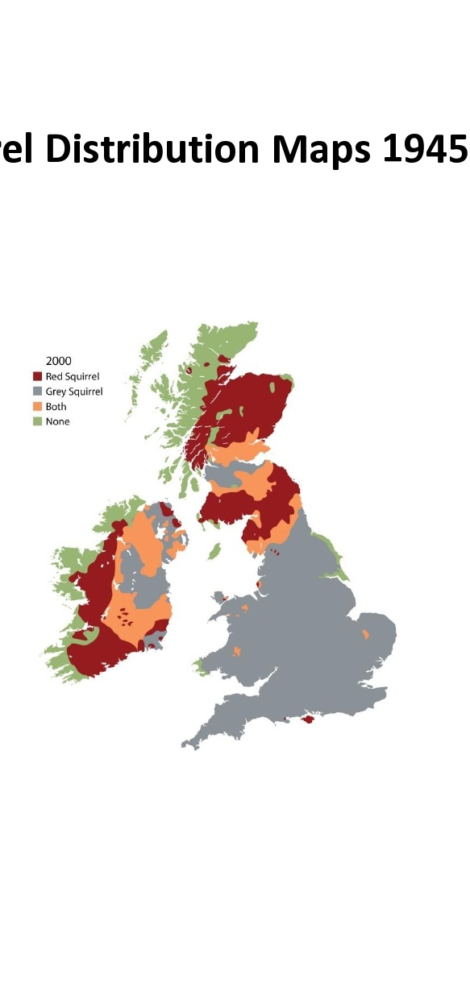 rel Distribution Maps 1945
2000
Red Squirrel
Grey Squirrel
Both
None